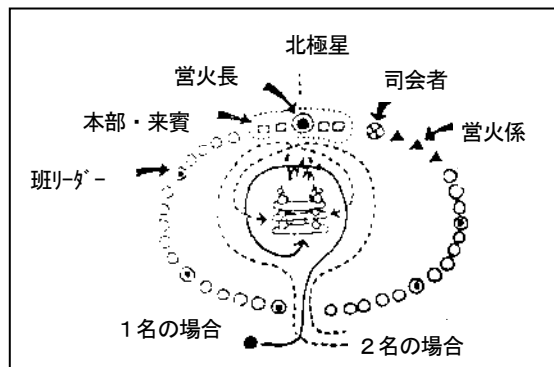 北極星
営火長
司会者
本部・来賓
営火係
班ﾘｰﾀﾞｰ
1名の場合
2名の場合